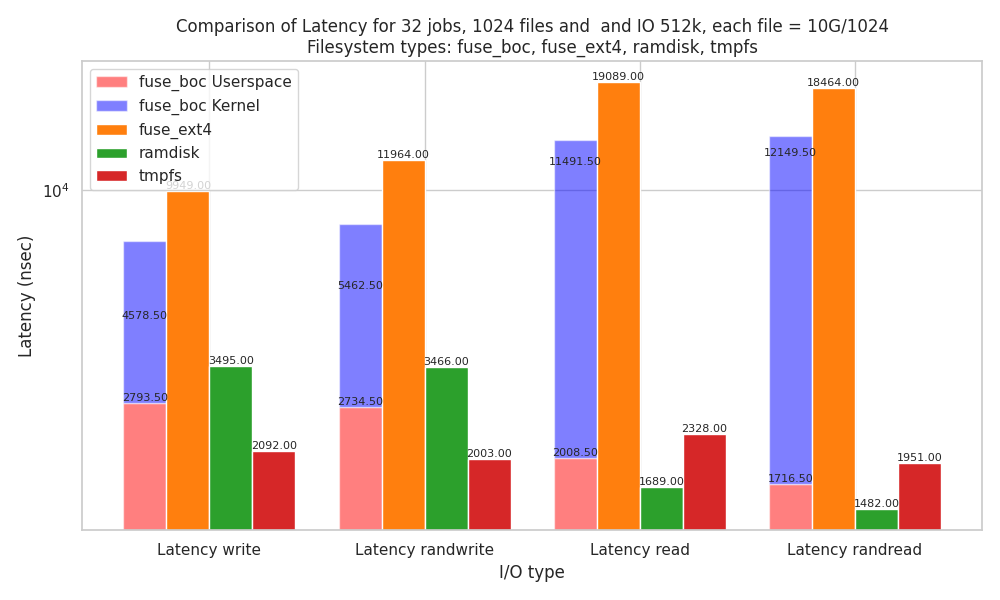 Comparison of Latency for 32 jobs, 1024 files and  and IO 512k, each file = 10G/1024
Filesystem types: fuse_boc, fuse_ext4, ramdisk, tmpfs
fuse_boc Userspace
fuse_boc Kernel
fuse_ext4
ramdisk
tmpfs
Latency (nsec)
10⁴
4578.50
2793.50
9949.00
3495.00
2092.00
5462.50
2734.50
11964.00
3466.00
2003.00
11491.50
2008.50
19089.00
1689.00
2328.00
12149.50
1716.50
18464.00
1482.00
1951.00
Latency write
Latency randwrite
Latency read
Latency randread
I/O type